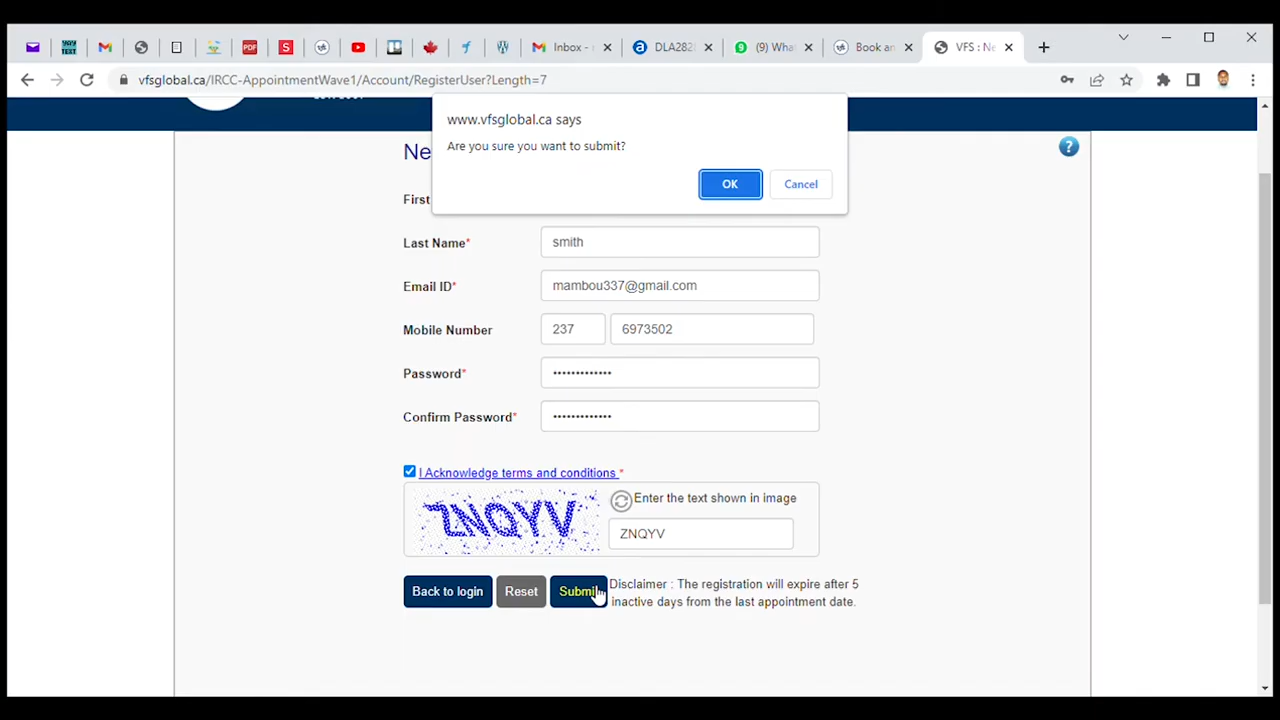 YAY
TEST
PDF
S
Inbox -
DLA282
(9) Wha
Book an
VFS : Ne
vfsglobal.ca/IRCC-AppointmentWave1/Account/RegisterUser?Length=7
www.vfsglobal.ca says
Are you sure you want to submit?
OK Cancel
Ne
?
First
Last Name* smith
Email ID* mambou337@gmail.com
Mobile Number 237 6973502
Password* •••••••••••••
Confirm Password* •••••••••••••
I Acknowledge terms and conditions *
ZNQYV
Enter the text shown in image
ZNQYV
Back to login Reset Submi
Disclaimer : The registration will expire after 5
inactive days from the last appointment date.